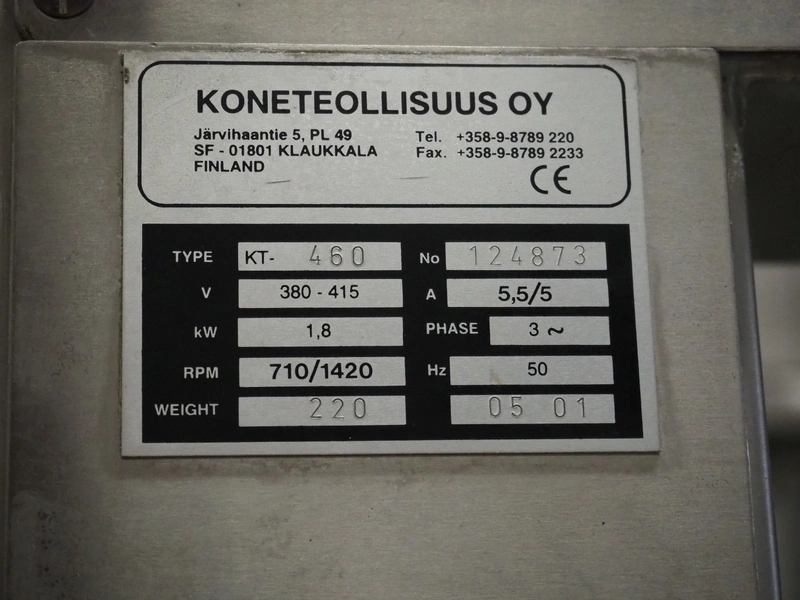 KONETEOLLISUUS OY
Järvihaantie 5, PL 49 Tel. +358-9-8789 220
SF - 01801 KLAUKKALA Fax. +358-9-8789 2233
FINLAND
CE
TYPE KT- 460 No 124873
V 380 - 415 A 5,5/5
kW 1,8 PHASE 3 ~
RPM 710/1420 Hz 50
WEIGHT 220 05 01